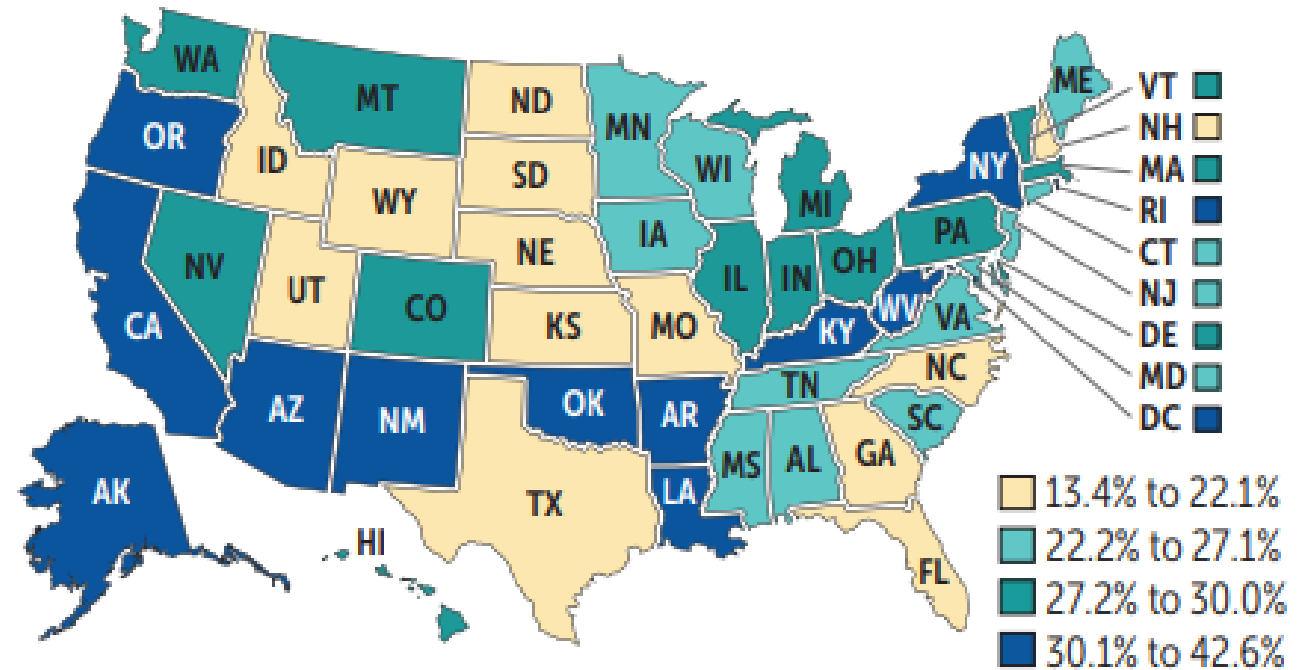 WA
MT
ND
MN
ME
VT
OR
ID
SD
WI
NY
NH
WY
MI
MA
NV
UT
CO
NE
IA
PA
RI
CA
KS
MO
IL
IN
OH
WV
VA
CT
KY
NJ
AZ
NM
OK
AR
TN
NC
DE
SC
MD
MS
AL
GA
DC
AK
HI
TX
LA
FL
13.4% to 22.1%
22.2% to 27.1%
27.2% to 30.0%
30.1% to 42.6%